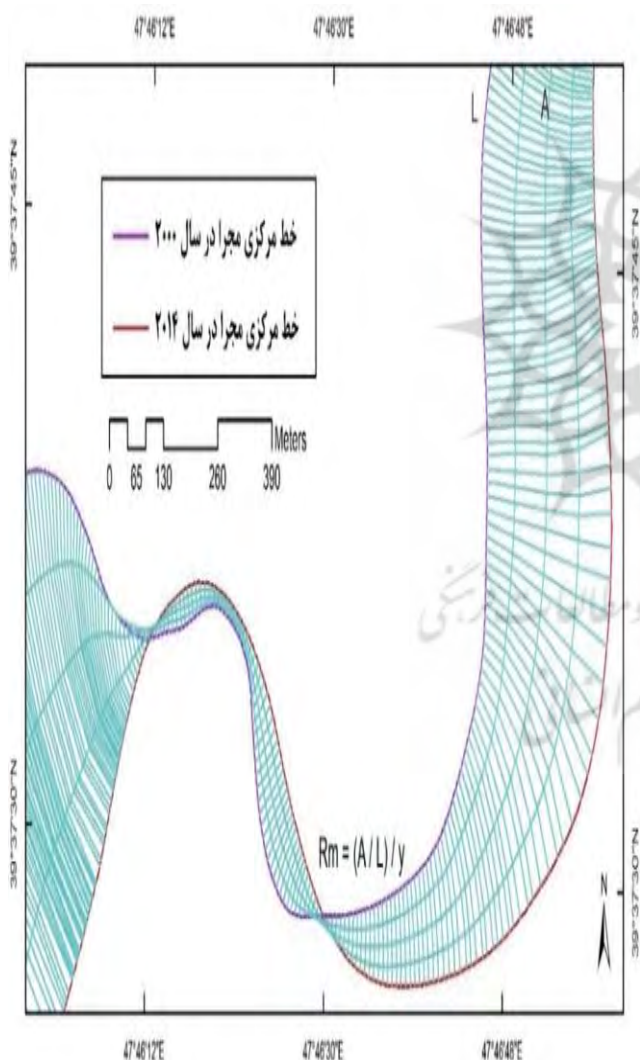 47°46'12"E 47°46'30"E 47°46'48"E
L A
39°37'45"N
39°37'45"N
خط مرکزی مجرا در سال ۲۰۰۰
خط مرکزی مجرا در سال ۲۰۱۴
Meters
0 65 130 260 390
39°37'30"N
39°37'30"N
Rm = (A / L) / y
N
47°46'12"E 47°46'30"E 47°46'48"E